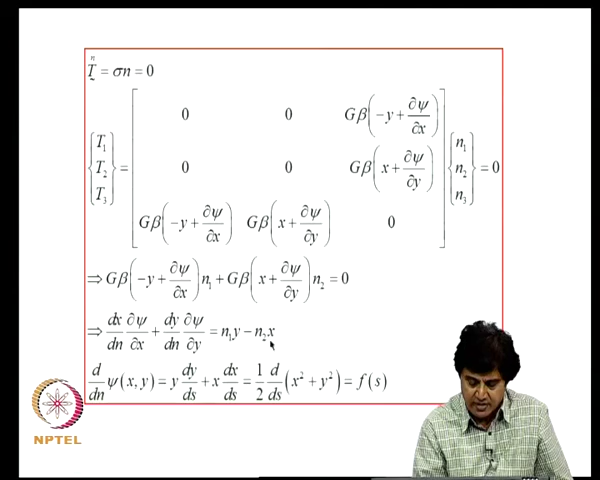 n
T = σn = 0
{T₁ T₂ T₃} = [0 0 Gβ(−y + ∂ψ/∂x)
0 0 Gβ(x + ∂ψ/∂y)
Gβ(−y + ∂ψ/∂x) Gβ(x + ∂ψ/∂y) 0] {n₁ n₂ n₃} = 0
⇒ Gβ(−y + ∂ψ/∂x) n₁ + Gβ(x + ∂ψ/∂y) n₂ = 0
⇒ dx/dn ∂ψ/∂x + dy/dn ∂ψ/∂y = n₁y − n₂x
d/dn ψ(x, y) = y dy/ds + x dx/ds = 1/2 d/ds (x² + y²) = f(s)
NPTEL